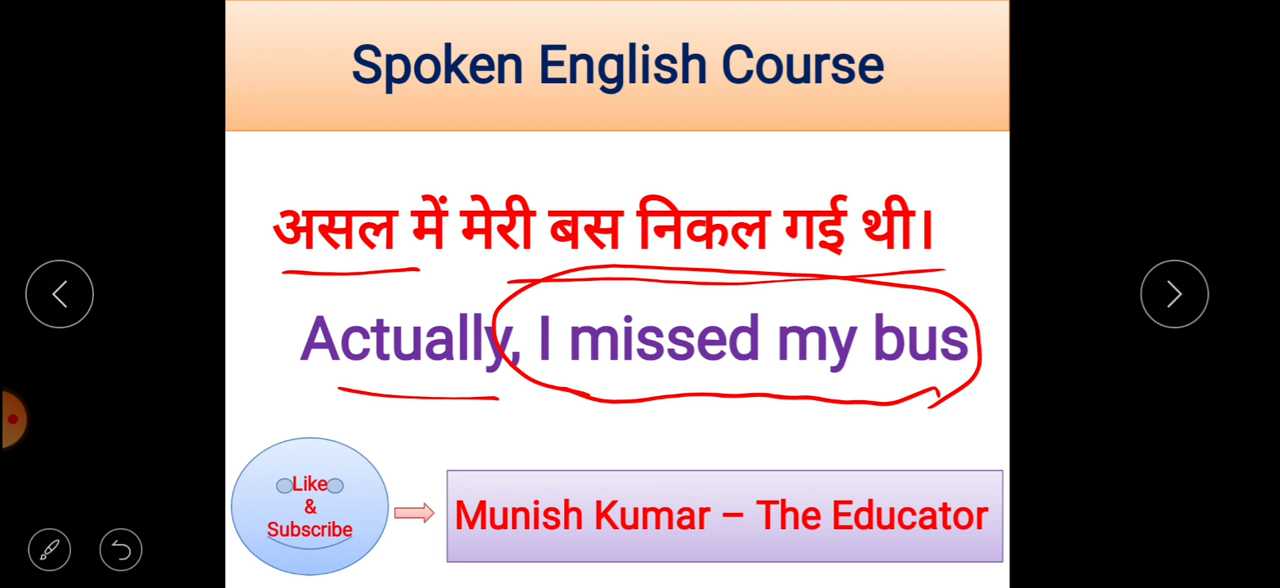 Spoken English Course
असल में मेरी बस निकल गई थी।
Actually, I missed my bus
Like
&
Subscribe
Munish Kumar – The Educator